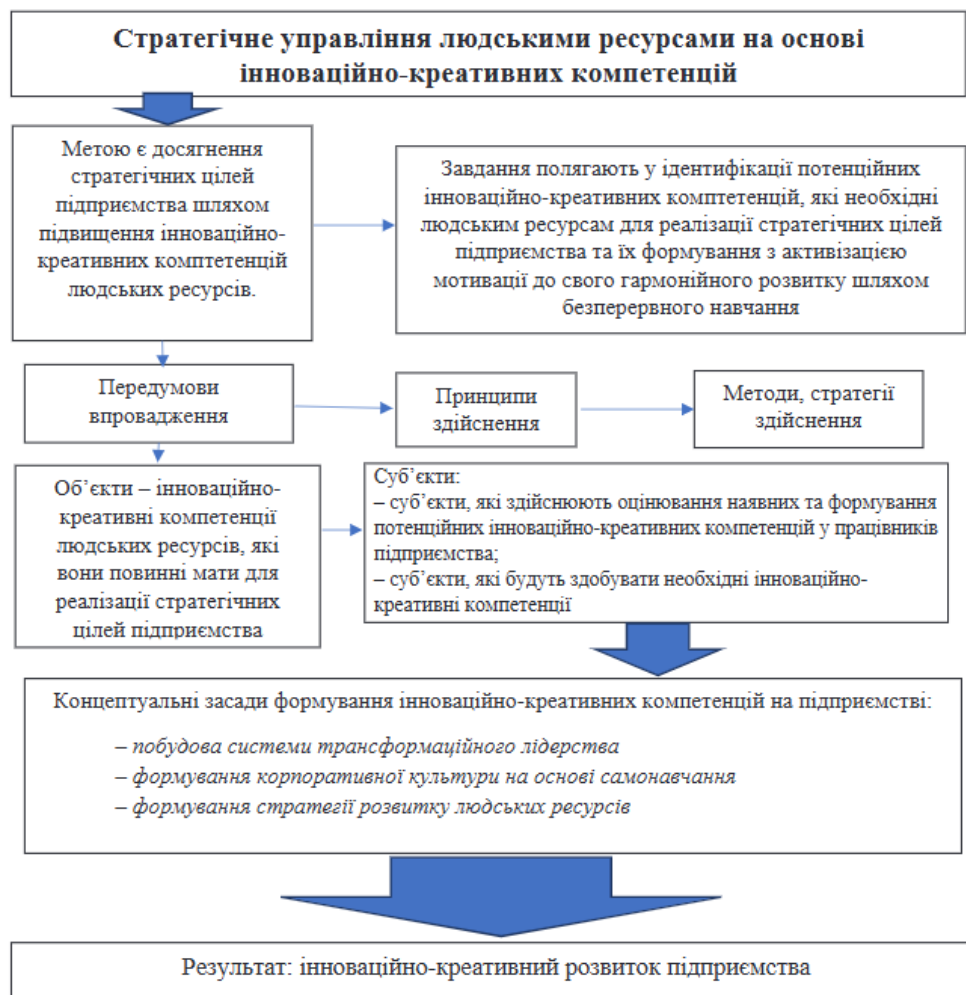 Стратегічне управління людськими ресурсами на основі
інноваційно-креативних компетенцій
Метою є досягнення
стратегічних цілей
підприємства шляхом
підвищення інноваційно-
креативних комптетенцій
людських ресурсів.
Завдання полягають у ідентифікації потенційних
інноваційно-креативних комптетенцій, які необхідні
людським ресурсам для реалізації стратегічних цілей
підприємства та їх формування з активізацією
мотивації до свого гармонійного розвитку шляхом
безперервного навчання
Передумови
впровадження
Принципи
здійснення
Методи, стратегії
здійснення
Об’єкти – інноваційно-
креативні компетенції
людських ресурсів, які
вони повинні мати для
реалізації стратегічних
цілей підприємства
Суб’єкти:
– суб’єкти, які здійснюють оцінювання наявних та формування
потенційних інноваційно-креативних компетенцій у працівників
підприємства;
– суб’єкти, які будуть здобувати необхідні інноваційно-
креативні компетенції
Концептуальні засади формування інноваційно-креативних компетенцій на підприємстві:
– побудова системи трансформаційного лідерства
– формування корпоративної культури на основі самонавчання
– формування стратегії розвитку людських ресурсів
Результат: інноваційно-креативний розвиток підприємства